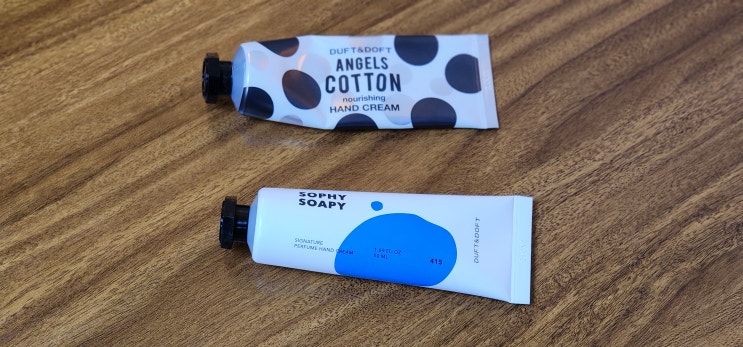 DUFT&DOFT
ANGELS
COTTON
nourishing
HAND CREAM
SOPHY
SOAPY
SIGNATURE
PERFUME HAND CREAM
1.69 FL. OZ
50 ML
415
DUFT&DOFT